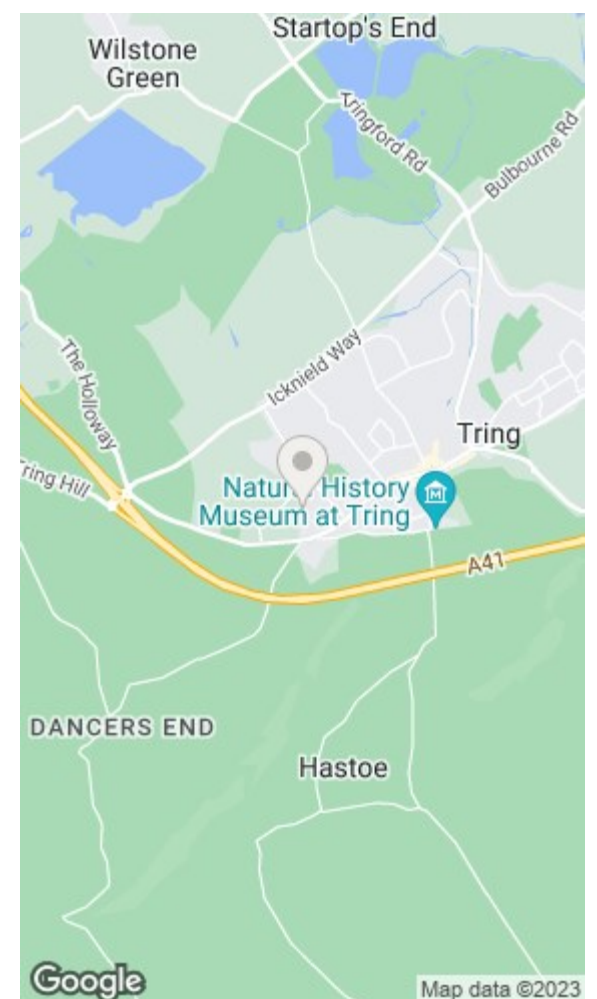 Startop's End
Wilstone
Green
Tringford Rd
Bulbourne Rd
The Holloway
Icknield Way
Tring
Tring Hill
Natural History
Museum at Tring
M
A41
DANCERS END
Hastoe
Google
Map data ©2023